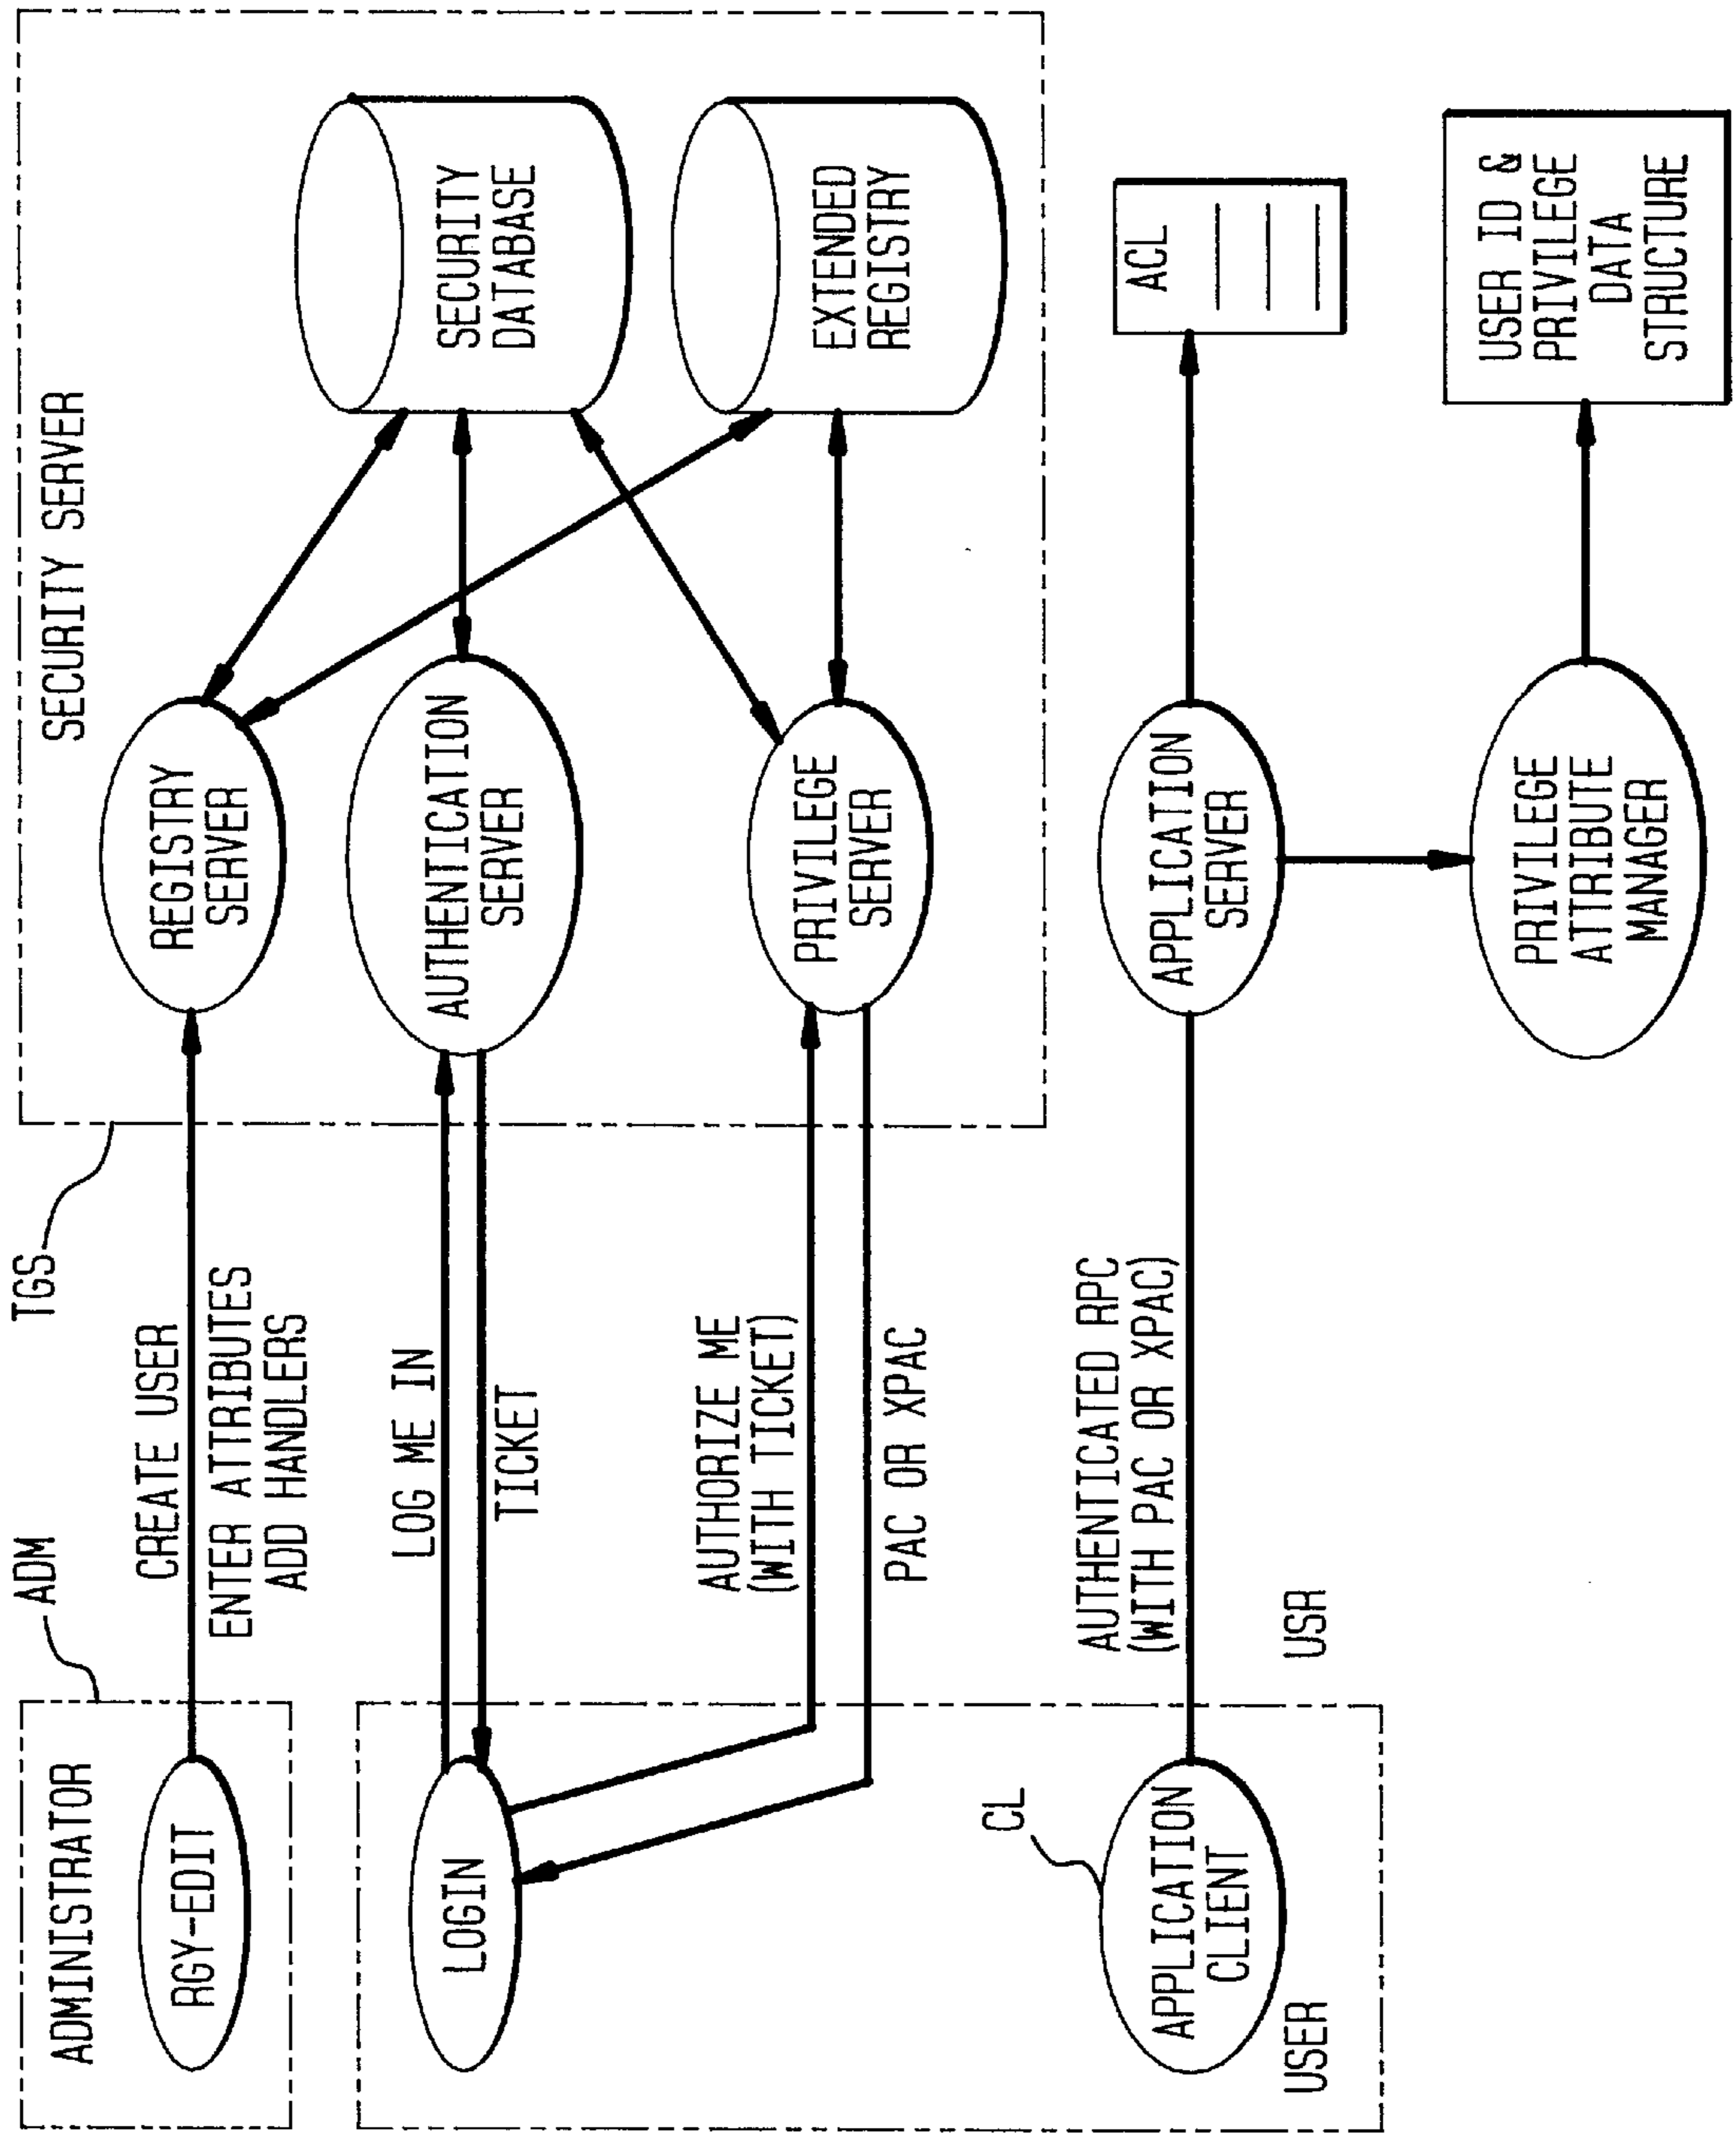 ADMINISTRATOR
RGY-EDIT
ADM
CREATE USER
ENTER ATTRIBUTES
ADD HANDLERS
TGS
SECURITY SERVER
REGISTRY
SERVER
LOGIN
LOG ME IN
TICKET
AUTHENTICATION
SERVER
SECURITY
DATABASE
AUTHORIZE ME
(WITH TICKET)
PAC OR XPAC
PRIVILEGE
SERVER
EXTENDED
REGISTRY
CL
APPLICATION
CLIENT
USER
AUTHENTICATED RPC
(WITH PAC OR XPAC)
USR
APPLICATION
SERVER
ACL
PRIVILEGE
ATTRIBUTE
MANAGER
USER ID &
PRIVILEGE
DATA
STRUCTURE